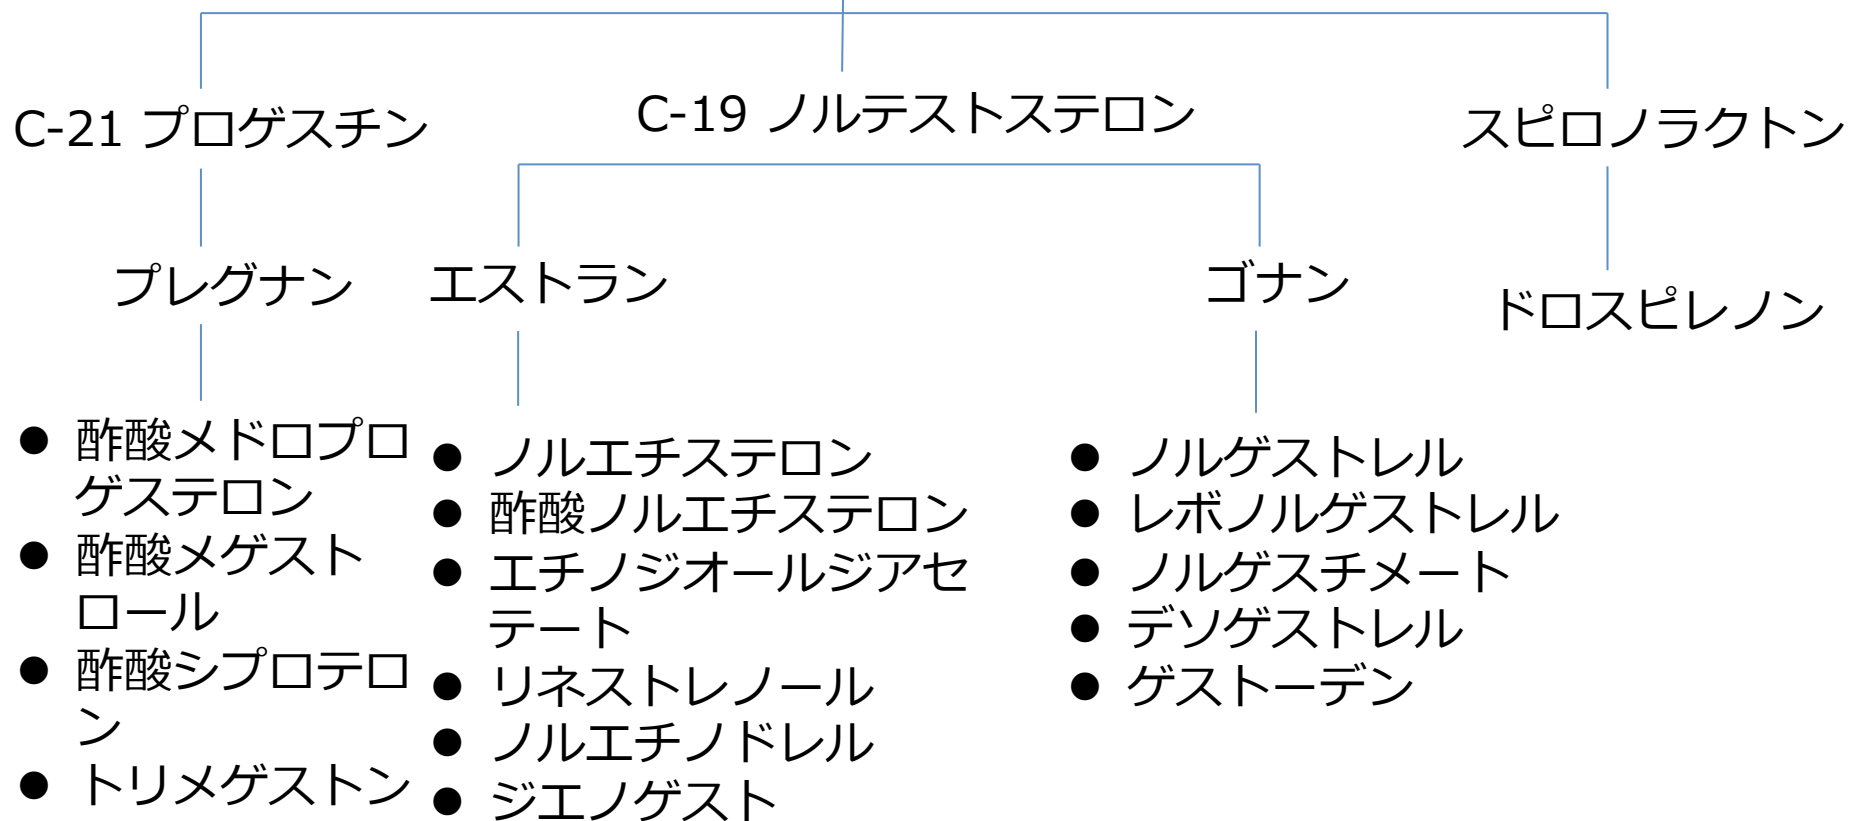 C-21 プロゲスチン
C-19 ノルテストステロン
スピロノラクトン
プレグナン
エストラン
ゴナン
ドロスピレノン
● 酢酸メドロプロ
ゲステロン
● 酢酸メゲスト
ロール
● 酢酸シプロテロ
ン
● トリメゲストン
● ノルエチステロン
● 酢酸ノルエチステロン
● エチノジオールジアセ
テート
● リネストレノール
● ノルエチノドレル
● ジエノゲスト
● ノルゲストレル
● レボノルゲストレル
● ノルゲスチメート
● デソゲストレル
● ゲストーデン